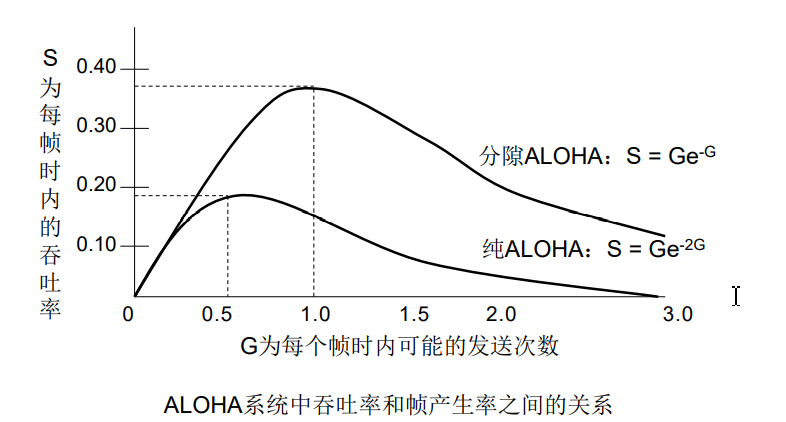 S为每帧时内的吞吐率
0.40
0.30
0.20
0.10
分隙ALOHA：S = Ge-G
纯ALOHA：S = Ge-2G
0 0.5 1.0 1.5 2.0 3.0
G为每个帧时内可能的发送次数
ALOHA系统中吞吐率和帧产生率之间的关系